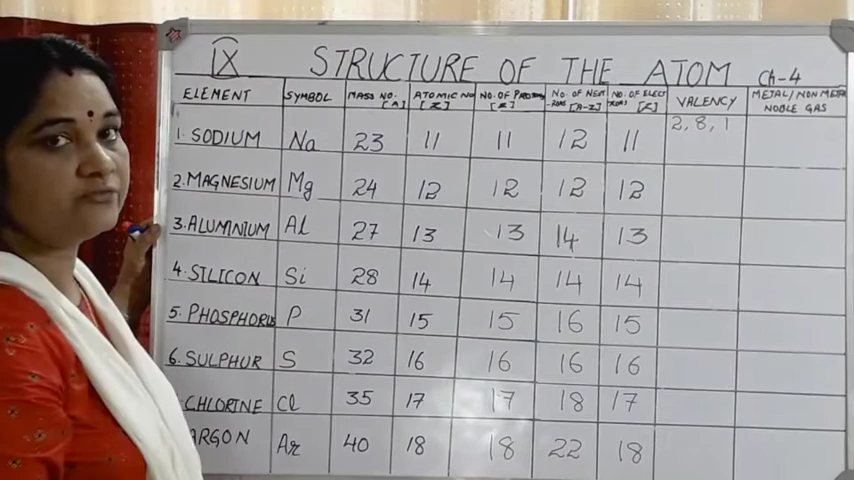 IX STRUCTURE OF THE ATOM Ch-4
ELEMENT SYMBOL MASS NO. [A] ATOMIC NO [Z] NO. OF [Z] NO. OF NEUT -RONS [A-Z] NO. OF ELECT RONS [Z] VALENCY METAL/NON METAL NOBLE GAS
1. SODIUM Na 23 11 11 12 11 2, 8, 1
2. MAGNESIUM Mg 24 12 12 12 12
3. ALUMINIUM Al 27 13 13 14 13
4. SILICON Si 28 14 14 14 14
5. PHOSPHORUS P 31 15 15 16 15
6. SULPHUR S 32 16 16 16 16
CHLORINE Cl 35 17 17 18 17
ARGON Ar 40 18 18 22 18